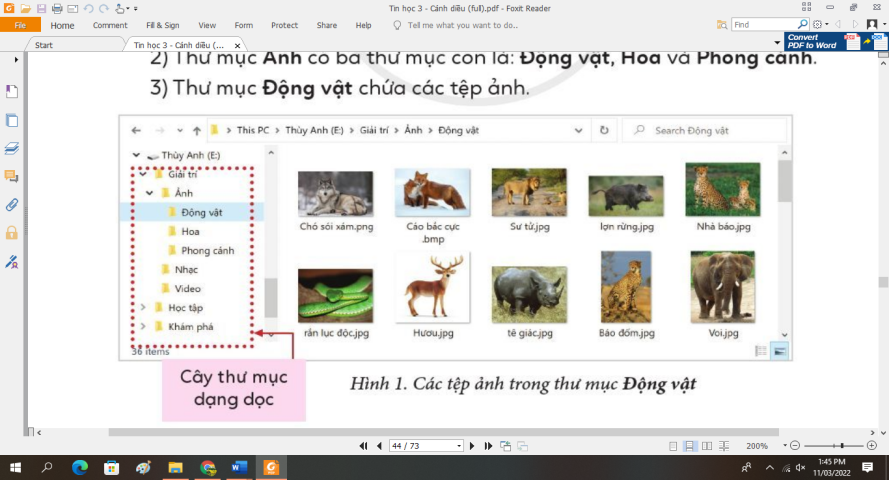 Tin học 3 - Cánh diều (full).pdf - Foxit Reader
File Home Comment Fill & Sign View Form Protect Share Help Tell me what you want to do... Find
Start Tin học 3 - Cánh diều (... × Convert PDF to Word
2) Thư mục Ảnh có ba thư mục con là: Động vật, Hoa và Phong cảnh.
3) Thư mục Động vật chứa các tệp ảnh.
This PC > Thùy Anh (E:) > Giải trí > Ảnh > Động vật Search Động vật
Thùy Anh (E:)
Giải trí
Ảnh
Động vật
Hoa
Phong cảnh
Nhạc
Video
Học tập
Khám phá
36 items
Chó sói xám.png Cáo bắc cực .bmp Sư tử.jpg lợn rừng.jpg Nhà báo.jpg
rắn lục độc.jpg Hươu.jpg tê giác.jpg Báo đốm.jpg Voi.jpg
Cây thư mục
dạng dọc
Hình 1. Các tệp ảnh trong thư mục Động vật
44 / 73 200%
1:45 PM
11/03/2022